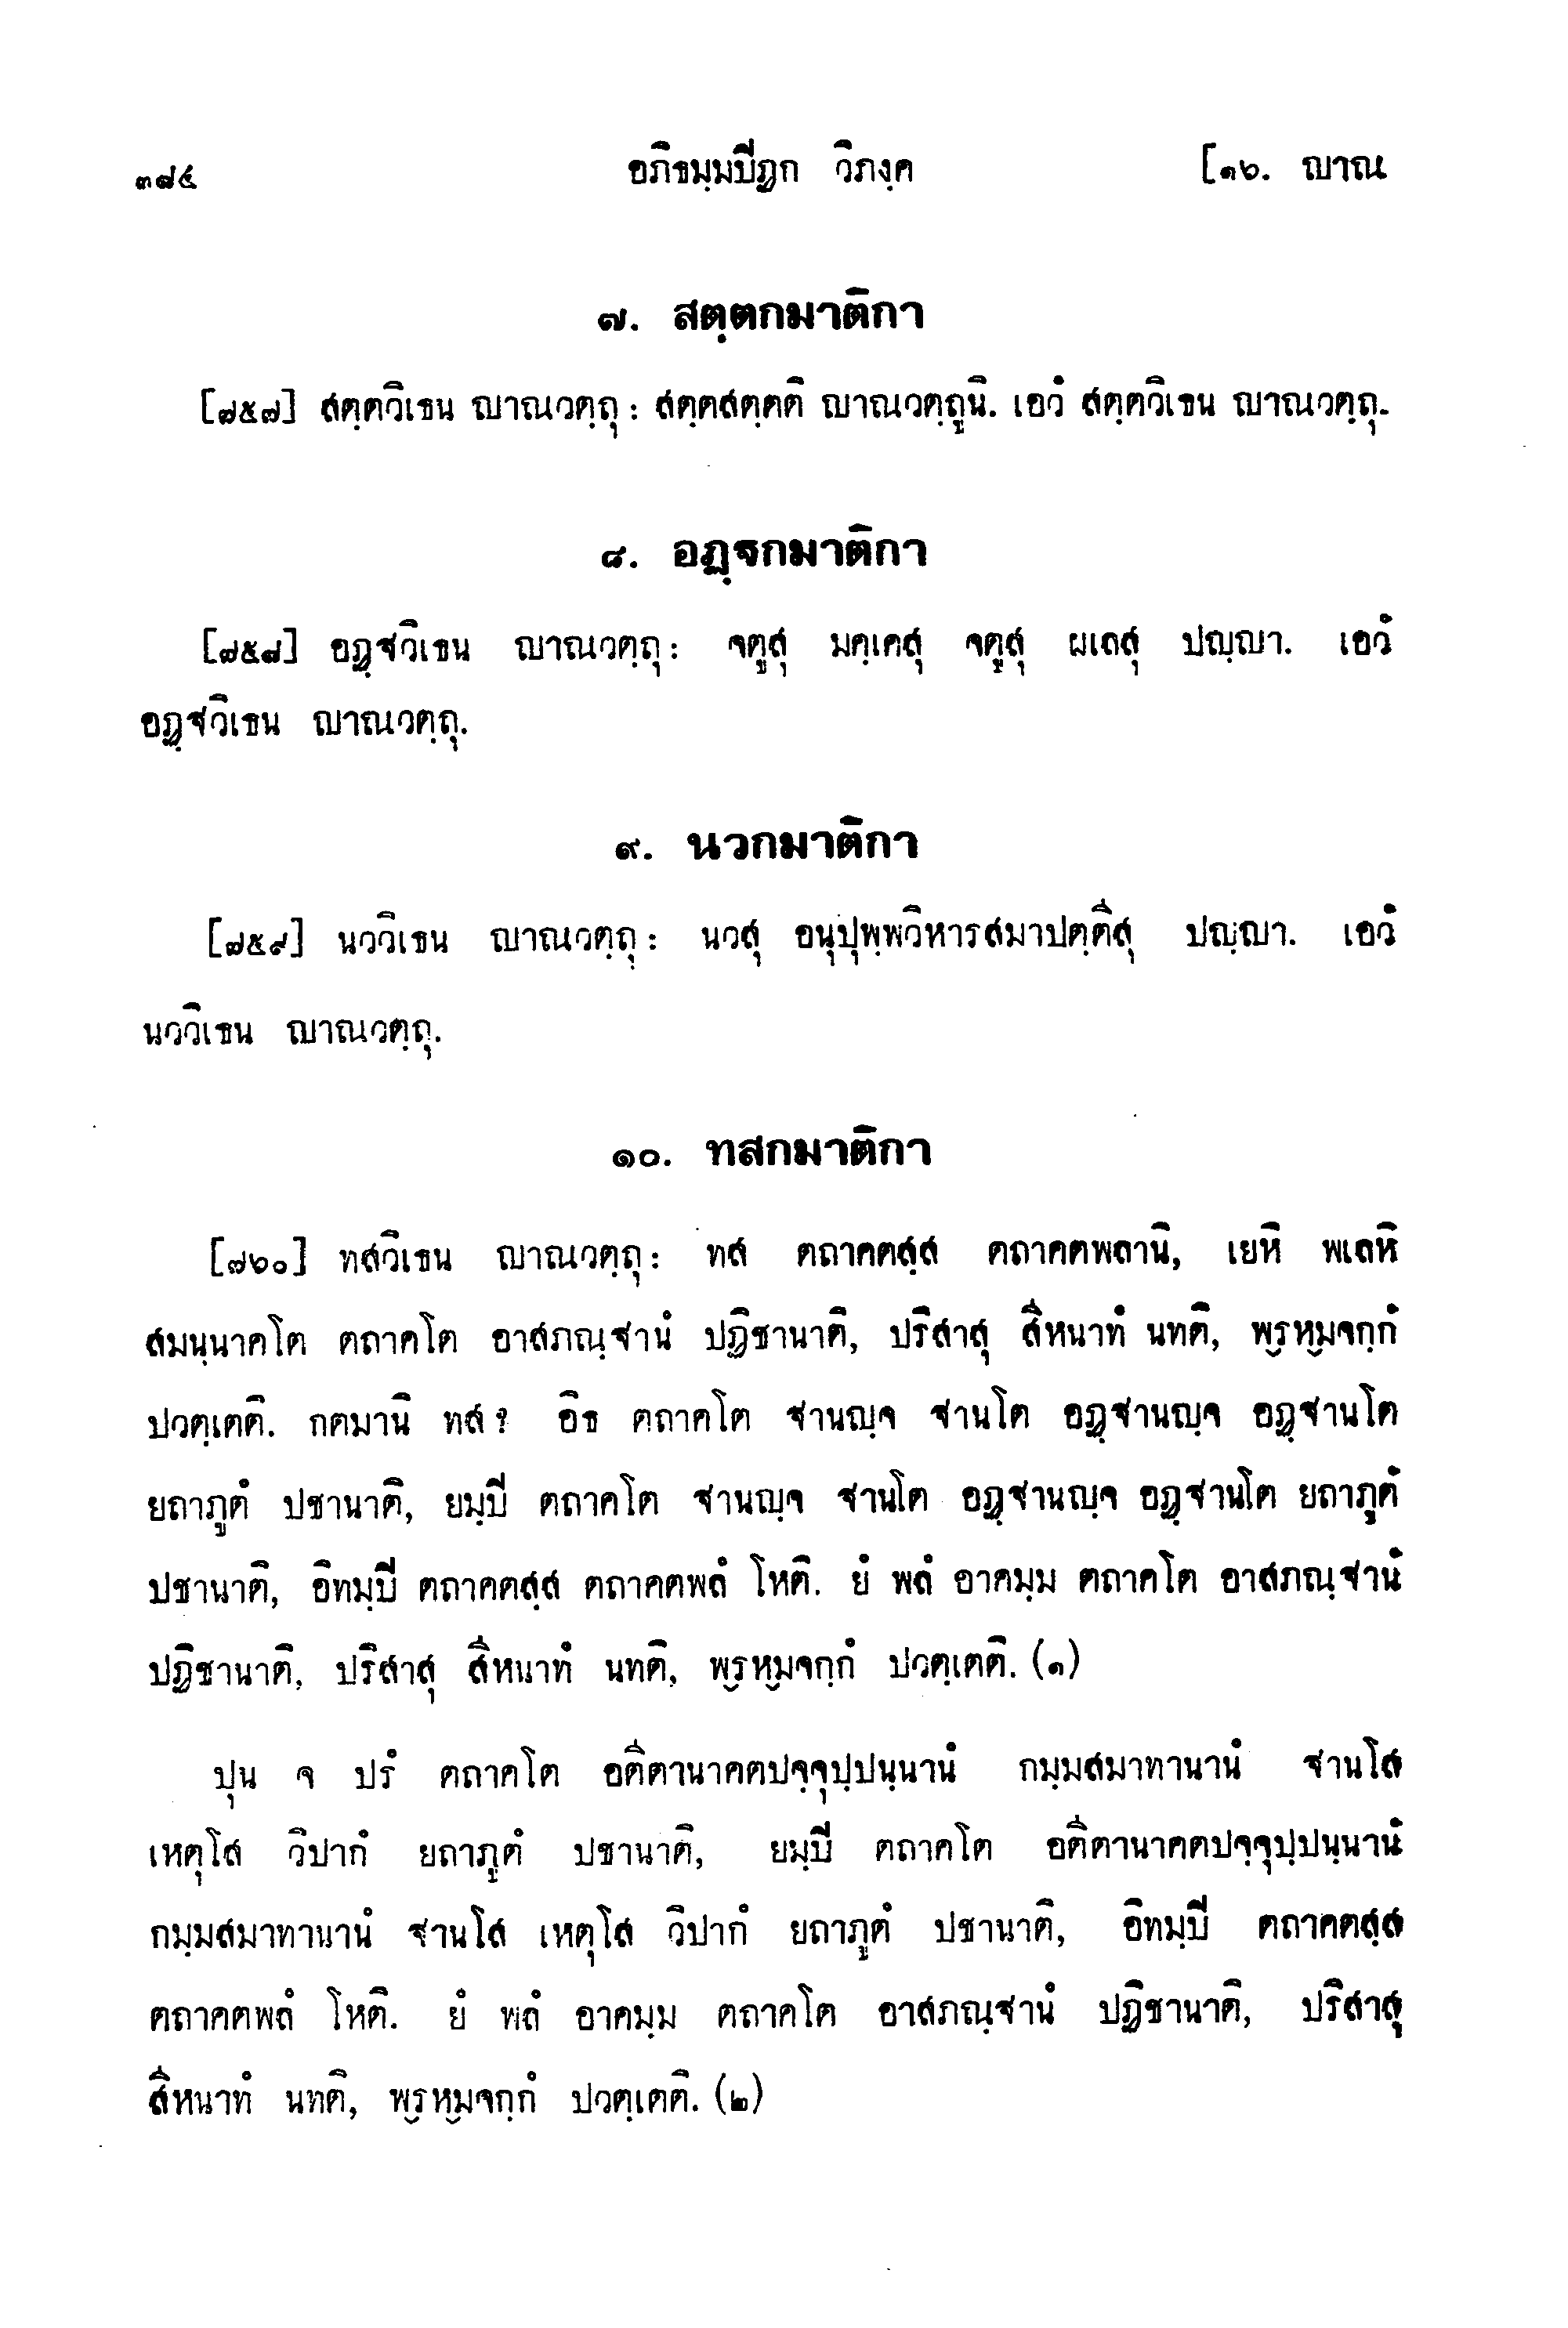 ๓๘๔ อภิธมฺมปิฏก วิภงฺค [๑๖. ญาณ
๗. สตฺตกมาติกา
[๗๕๗] สตฺตวิเธน ญาณวตฺถุ: สตฺตสตฺตติ ญาณวตฺถูนิ. เอวํ สตฺตวิเธน ญาณวตฺถุ.
๘. อฏฺฐกมาติกา
[๗๕๘] อฏฺฐวิเธน ญาณวตฺถุ: จตูสุ มคฺเคสุ จตูสุ ผเลสุ ปญฺญา. เอวํ
อฏฺฐวิเธน ญาณวตฺถุ.
๙. นวกมาติกา
[๗๕๙] นววิเธน ญาณวตฺถุ: นวสุ อนุปุพฺพวิหารสมาปตฺตีสุ ปญฺญา. เอวํ
นววิเธน ญาณวตฺถุ.
๑๐. ทสกมาติกา
[๗๖๐] ทสวิเธน ญาณวตฺถุ: ทส ตถาคตสฺส ตถาคตพลานิ, เยหิ พเลหิ
สมนฺนาคโต ตถาคโต อาสภณฺฐานํ ปฏิชานาติ, ปริสาสุ สีหนาทํ นทติ, พฺรหฺมจกฺกํ
ปวตฺเตติ. กตมานิ ทส? อิธ ตถาคโต ฐานญฺจ ฐานโต อฏฺฐานญฺจ อฏฺฐานโต
ยถาภูตํ ปชานาติ, ยมฺปิ ตถาคโต ฐานญฺจ ฐานโต อฏฺฐานญฺจ อฏฺฐานโต ยถาภูตํ
ปชานาติ, อิทมฺปิ ตถาคตสฺส ตถาคตพลํ โหติ. ยํ พลํ อาคมฺม ตถาคโต อาสภณฺฐานํ
ปฏิชานาติ, ปริสาสุ สีหนาทํ นทติ, พฺรหฺมจกฺกํ ปวตฺเตติ. (๑)
ปุน จ ปรํ ตถาคโต อตีตานาคตปจฺจุปฺปนฺนานํ กมฺมสมาทานานํ ฐานโส
เหตุโส วิปากํ ยถาภูตํ ปชานาติ, ยมฺปิ ตถาคโต อตีตานาคตปจฺจุปฺปนฺนานํ
กมฺมสมาทานานํ ฐานโส เหตุโส วิปากํ ยถาภูตํ ปชานาติ, อิทมฺปิ ตถาคตสฺส
ตถาคตพลํ โหติ. ยํ พลํ อาคมฺม ตถาคโต อาสภณฺฐานํ ปฏิชานาติ, ปริสาสุ
สีหนาทํ นทติ, พฺรหฺมจกฺกํ ปวตฺเตติ. (๒)